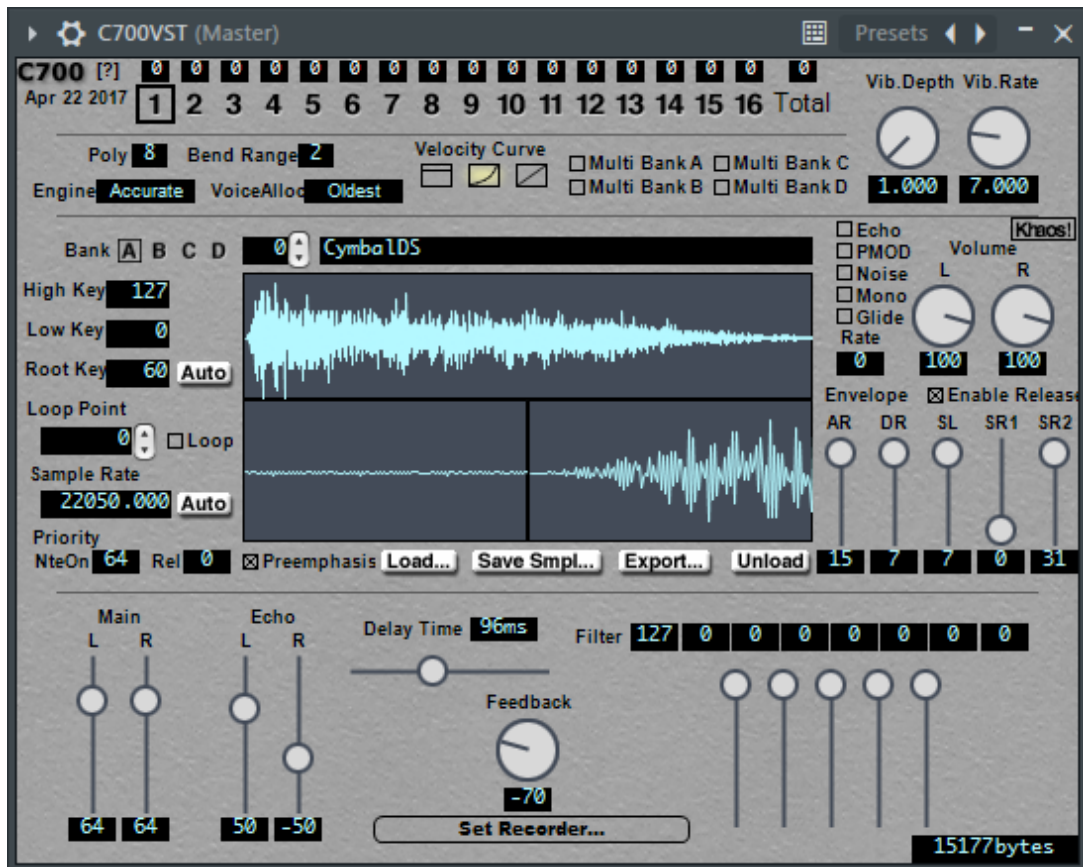 C700VST (Master)
Presets
C700 [?] 0 0 0 0 0 0 0 0 0 0 0 0 0 0 0 0 0
Apr 22 2017 1 2 3 4 5 6 7 8 9 10 11 12 13 14 15 16 Total
Vib.Depth Vib.Rate
1.000 7.000
Poly 8 Bend Range 2
Velocity Curve
Multi Bank A Multi Bank C
Engine Accurate VoiceAlloc Oldest
Multi Bank B Multi Bank D
Bank A B C D 0 CymbalDS
High Key 127
Low Key 0
Root Key 60 Auto
Loop Point
0 Loop
Sample Rate
22050.000 Auto
Priority
NteOn 64 Rel 0
Preemphasis Load... Save Smpl... Export... Unload
Echo Khaos!
PMOD Volume
Noise L R
Mono
Glide
Rate
0 100 100
Envelope Enable Release
AR DR SL SR1 SR2
15 7 7 0 31
Main Echo
L R L R
64 64 50 -50
Delay Time 96ms
Filter 127 0 0 0 0 0 0 0
Feedback
-70
Set Recorder...
15177bytes